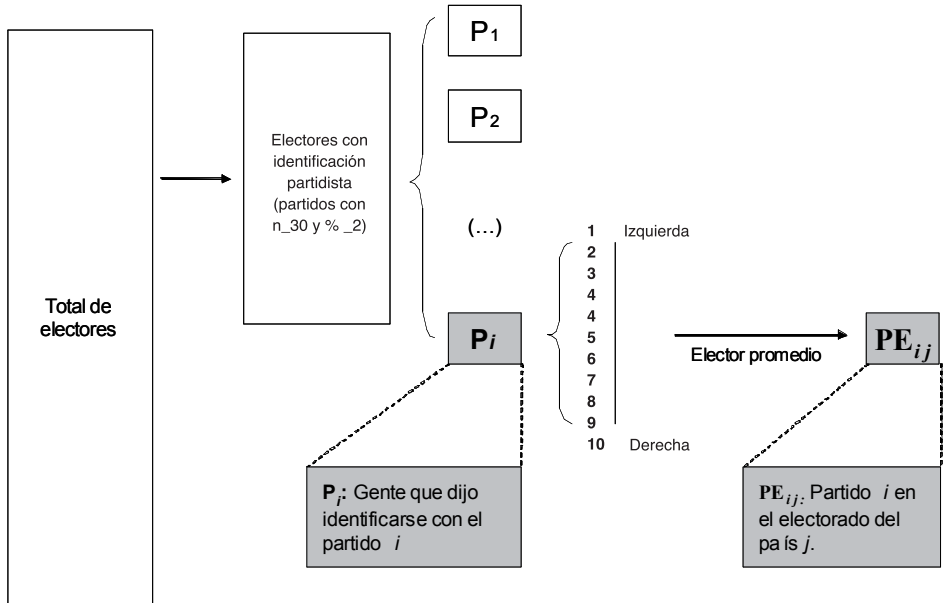 Total de
electores
Electores con
identificación
partidista
(partidos con
n_30 y % _2)
P1
P2
(...)
Pi
1 Izquierda
2
3
4
4
5
6
7
8
9
10 Derecha
Elector promedio
PE i j
Pi: Gente que dijo
identificarse con el
partido i
PE i j: Partido i en
el electorado del
pa ís j.